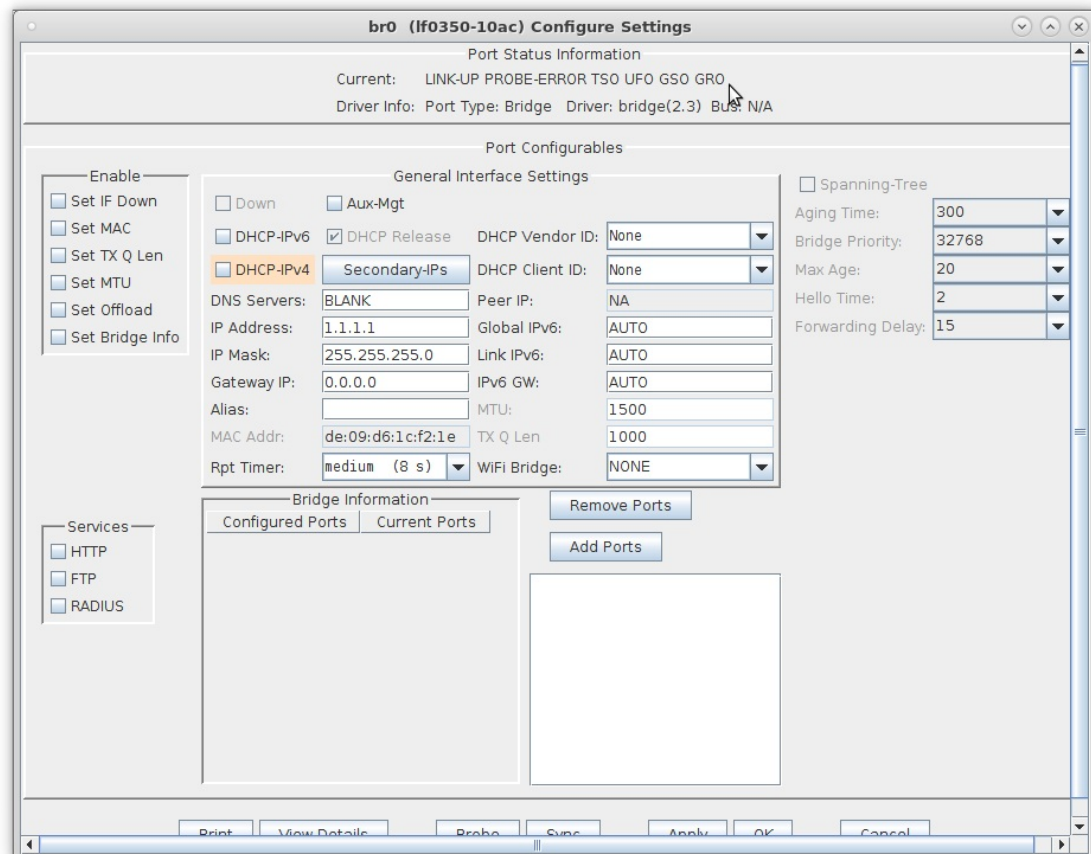 br0 (lf0350-10ac) Configure Settings
Port Status Information
Current: LINK-UP PROBE-ERROR TSO UFO GSO GRO
Driver Info: Port Type: Bridge Driver: bridge(2.3) Bus: N/A
Port Configurables
Enable
Set IF Down
Set MAC
Set TX Q Len
Set MTU
Set Offload
Set Bridge Info
General Interface Settings
Down Aux-Mgt
DHCP-IPv6 DHCP Release DHCP Vendor ID: None
DHCP-IPv4 Secondary-IPs DHCP Client ID: None
DNS Servers: BLANK Peer IP: NA
IP Address: 1.1.1.1 Global IPv6: AUTO
IP Mask: 255.255.255.0 Link IPv6: AUTO
Gateway IP: 0.0.0.0 IPv6 GW: AUTO
Alias: MTU: 1500
MAC Addr: de:09:d6:1c:f2:1e TX Q Len 1000
Rpt Timer: medium (8 s) WiFi Bridge: NONE
Spanning-Tree
Aging Time: 300
Bridge Priority: 32768
Max Age: 20
Hello Time: 2
Forwarding Delay: 15
Services
HTTP
FTP
RADIUS
Bridge Information
Configured Ports Current Ports
Remove Ports
Add Ports
Print View Details Probe Sync Apply OK Cancel